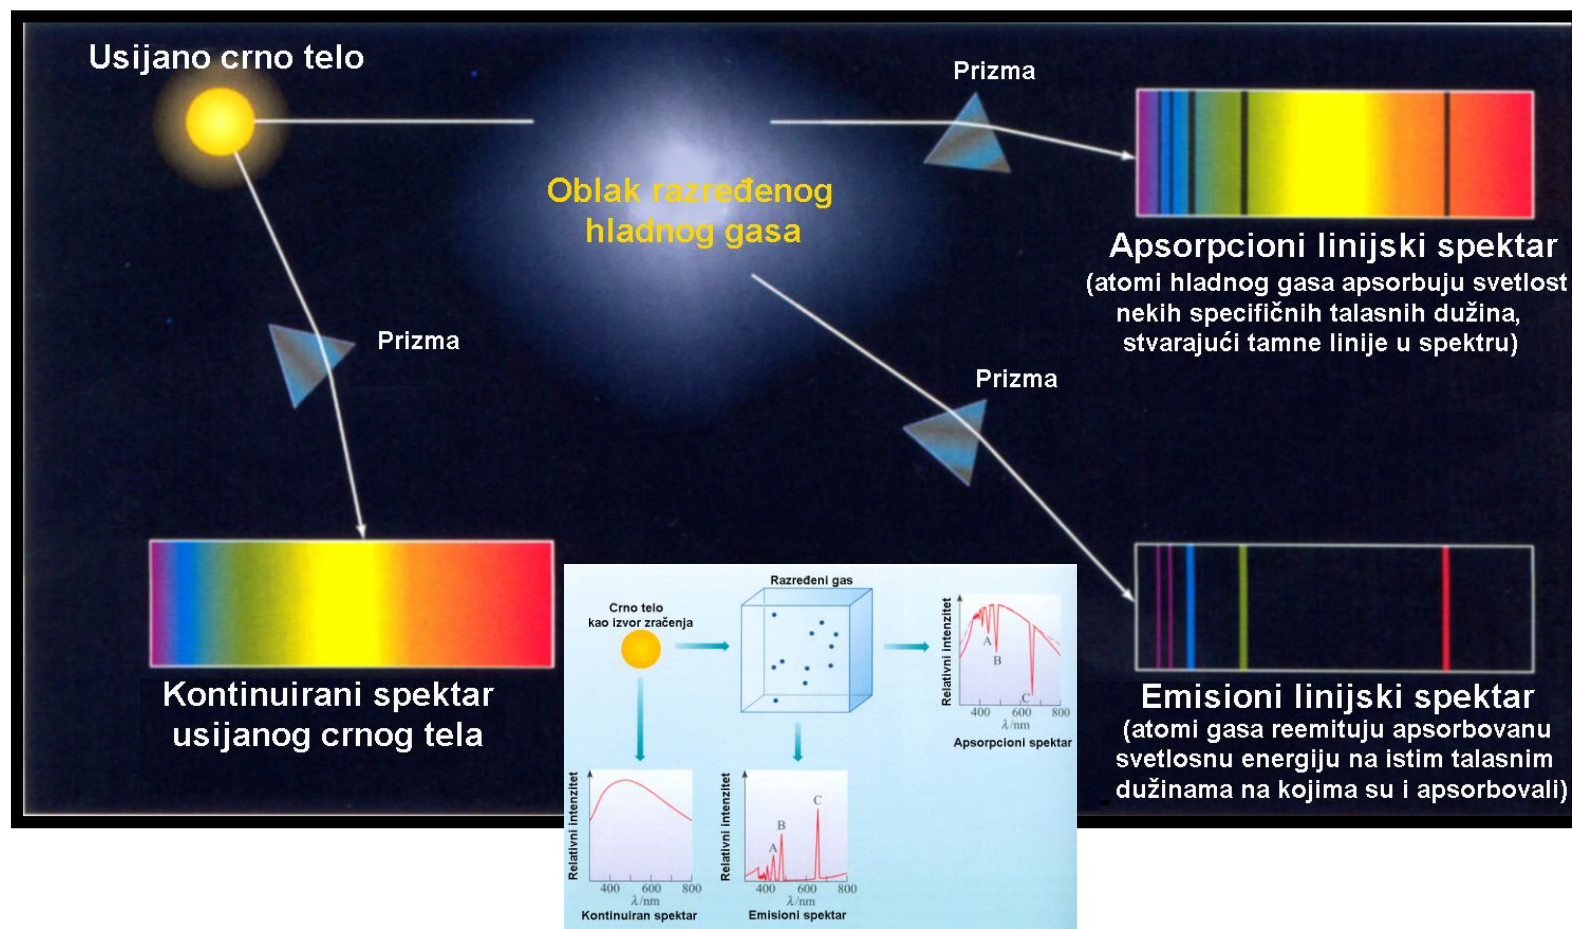 Usijano crno telo
Prizma
Oblak razređenog
hladnog gasa
Apsorpcioni linijski spektar
(atomi hladnog gasa apsorbuju svetlost
nekih specifičnih talasnih dužina,
stvarajući tamne linije u spektru)
Prizma
Prizma
Kontinuirani spektar
usijanog crnog tela
Emisioni linijski spektar
(atomi gasa reemituju apsorbovanu
svetlosnu energiju na istim talasnim
dužinama na kojima su i apsorbovali)
Razređeni gas
Crno telo
kao izvor zračenja
Relativni intenzitet
A
B
C
400 600 800
λ/nm
Apsorpcioni spektar
Relativni intenzitet
400 600 800
λ/nm
Kontinuiran spektar
Relativni intenzitet
A
B
C
400 600 800
λ/nm
Emisioni spektar